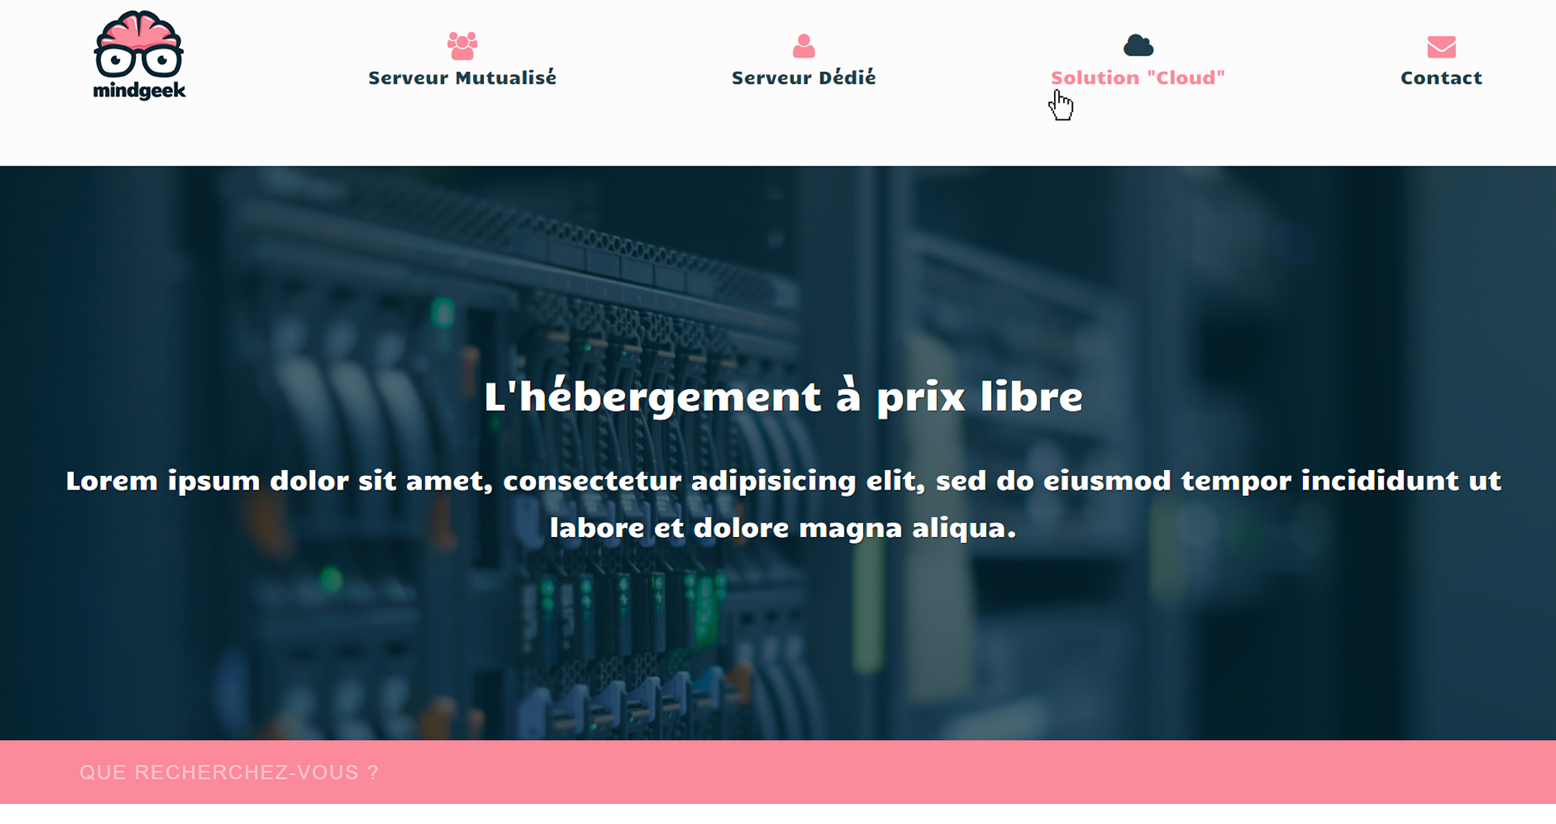 mindgeek
Serveur Mutualisé
Serveur Dédié
Solution "Cloud"
Contact
L'hébergement à prix libre
Lorem ipsum dolor sit amet, consectetur adipisicing elit, sed do eiusmod tempor incididunt ut
labore et dolore magna aliqua.
QUE RECHERCHEZ-VOUS ?